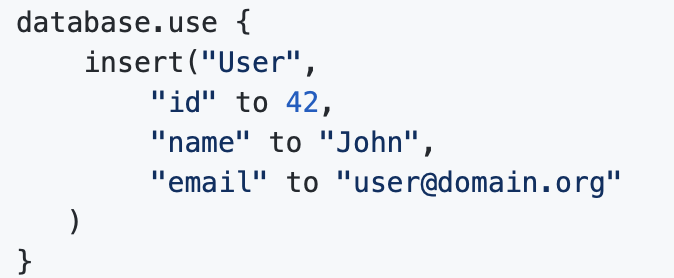 database.use {
    insert("User",
        "id" to 42,
        "name" to "John",
        "email" to "user@domain.org"
   )
}